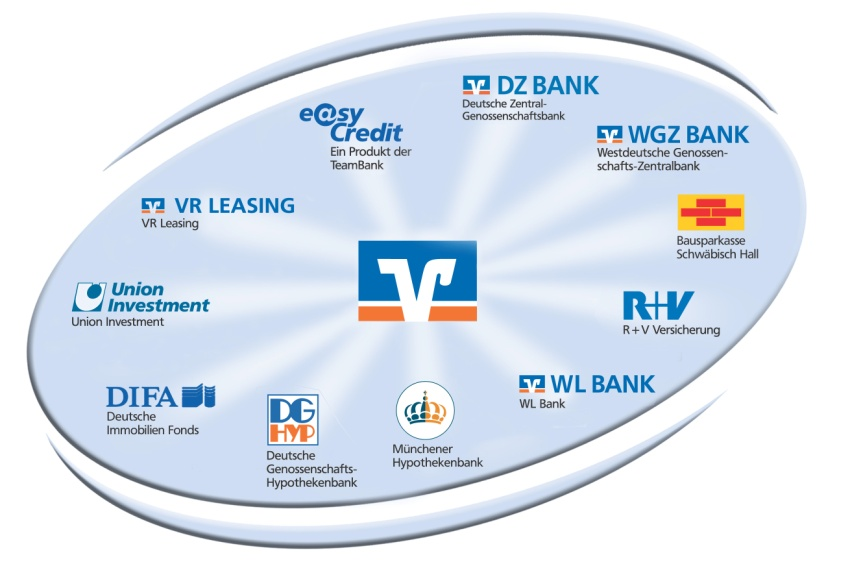 DZ BANK
Deutsche Zentral-
Genossenschaftsbank
e@sy
Credit
Ein Produkt der
TeamBank
WGZ BANK
Westdeutsche Genossen-
schafts-Zentralbank
VR LEASING
VR Leasing
Bausparkasse
Schwäbisch Hall
Union
Investment
Union Investment
R+V
R+V Versicherung
DIFA
Deutsche
Immobilien Fonds
DG
HYP
Deutsche
Genossenschafts-
Hypothekenbank
Münchener
Hypothekenbank
WL BANK
WL Bank